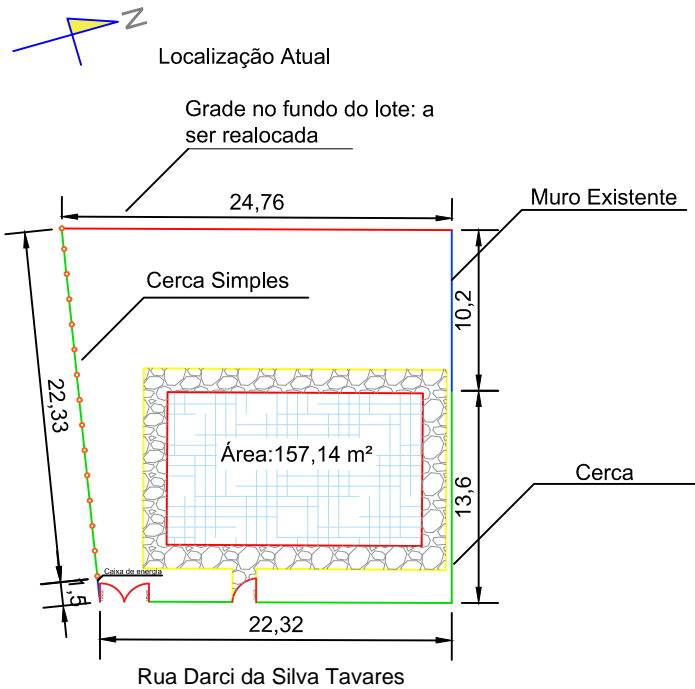 N
Localização Atual
Grade no fundo do lote: a
ser realocada
24,76
Muro Existente
Cerca Simples
10,2
22,33
Área:157,14 m²
Cerca
13,6
Caixa de energia
1,5
22,32
Rua Darci da Silva Tavares